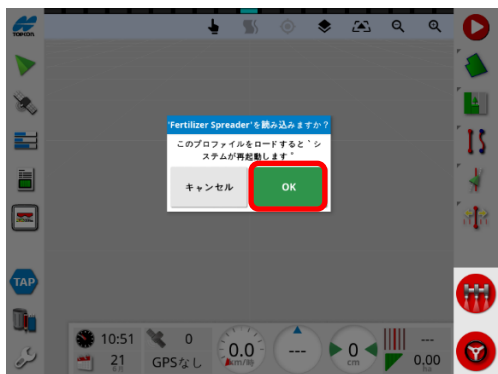 TOPCON
'Fertilizer Spreader'を読み込みますか?
このプロファイルをロードすると、シ
ステムが再起動します。
キャンセル
OK
TAP
10:51
21
0
GPSなし
0.0
km/時
---
0
cm
---
0.00
ha